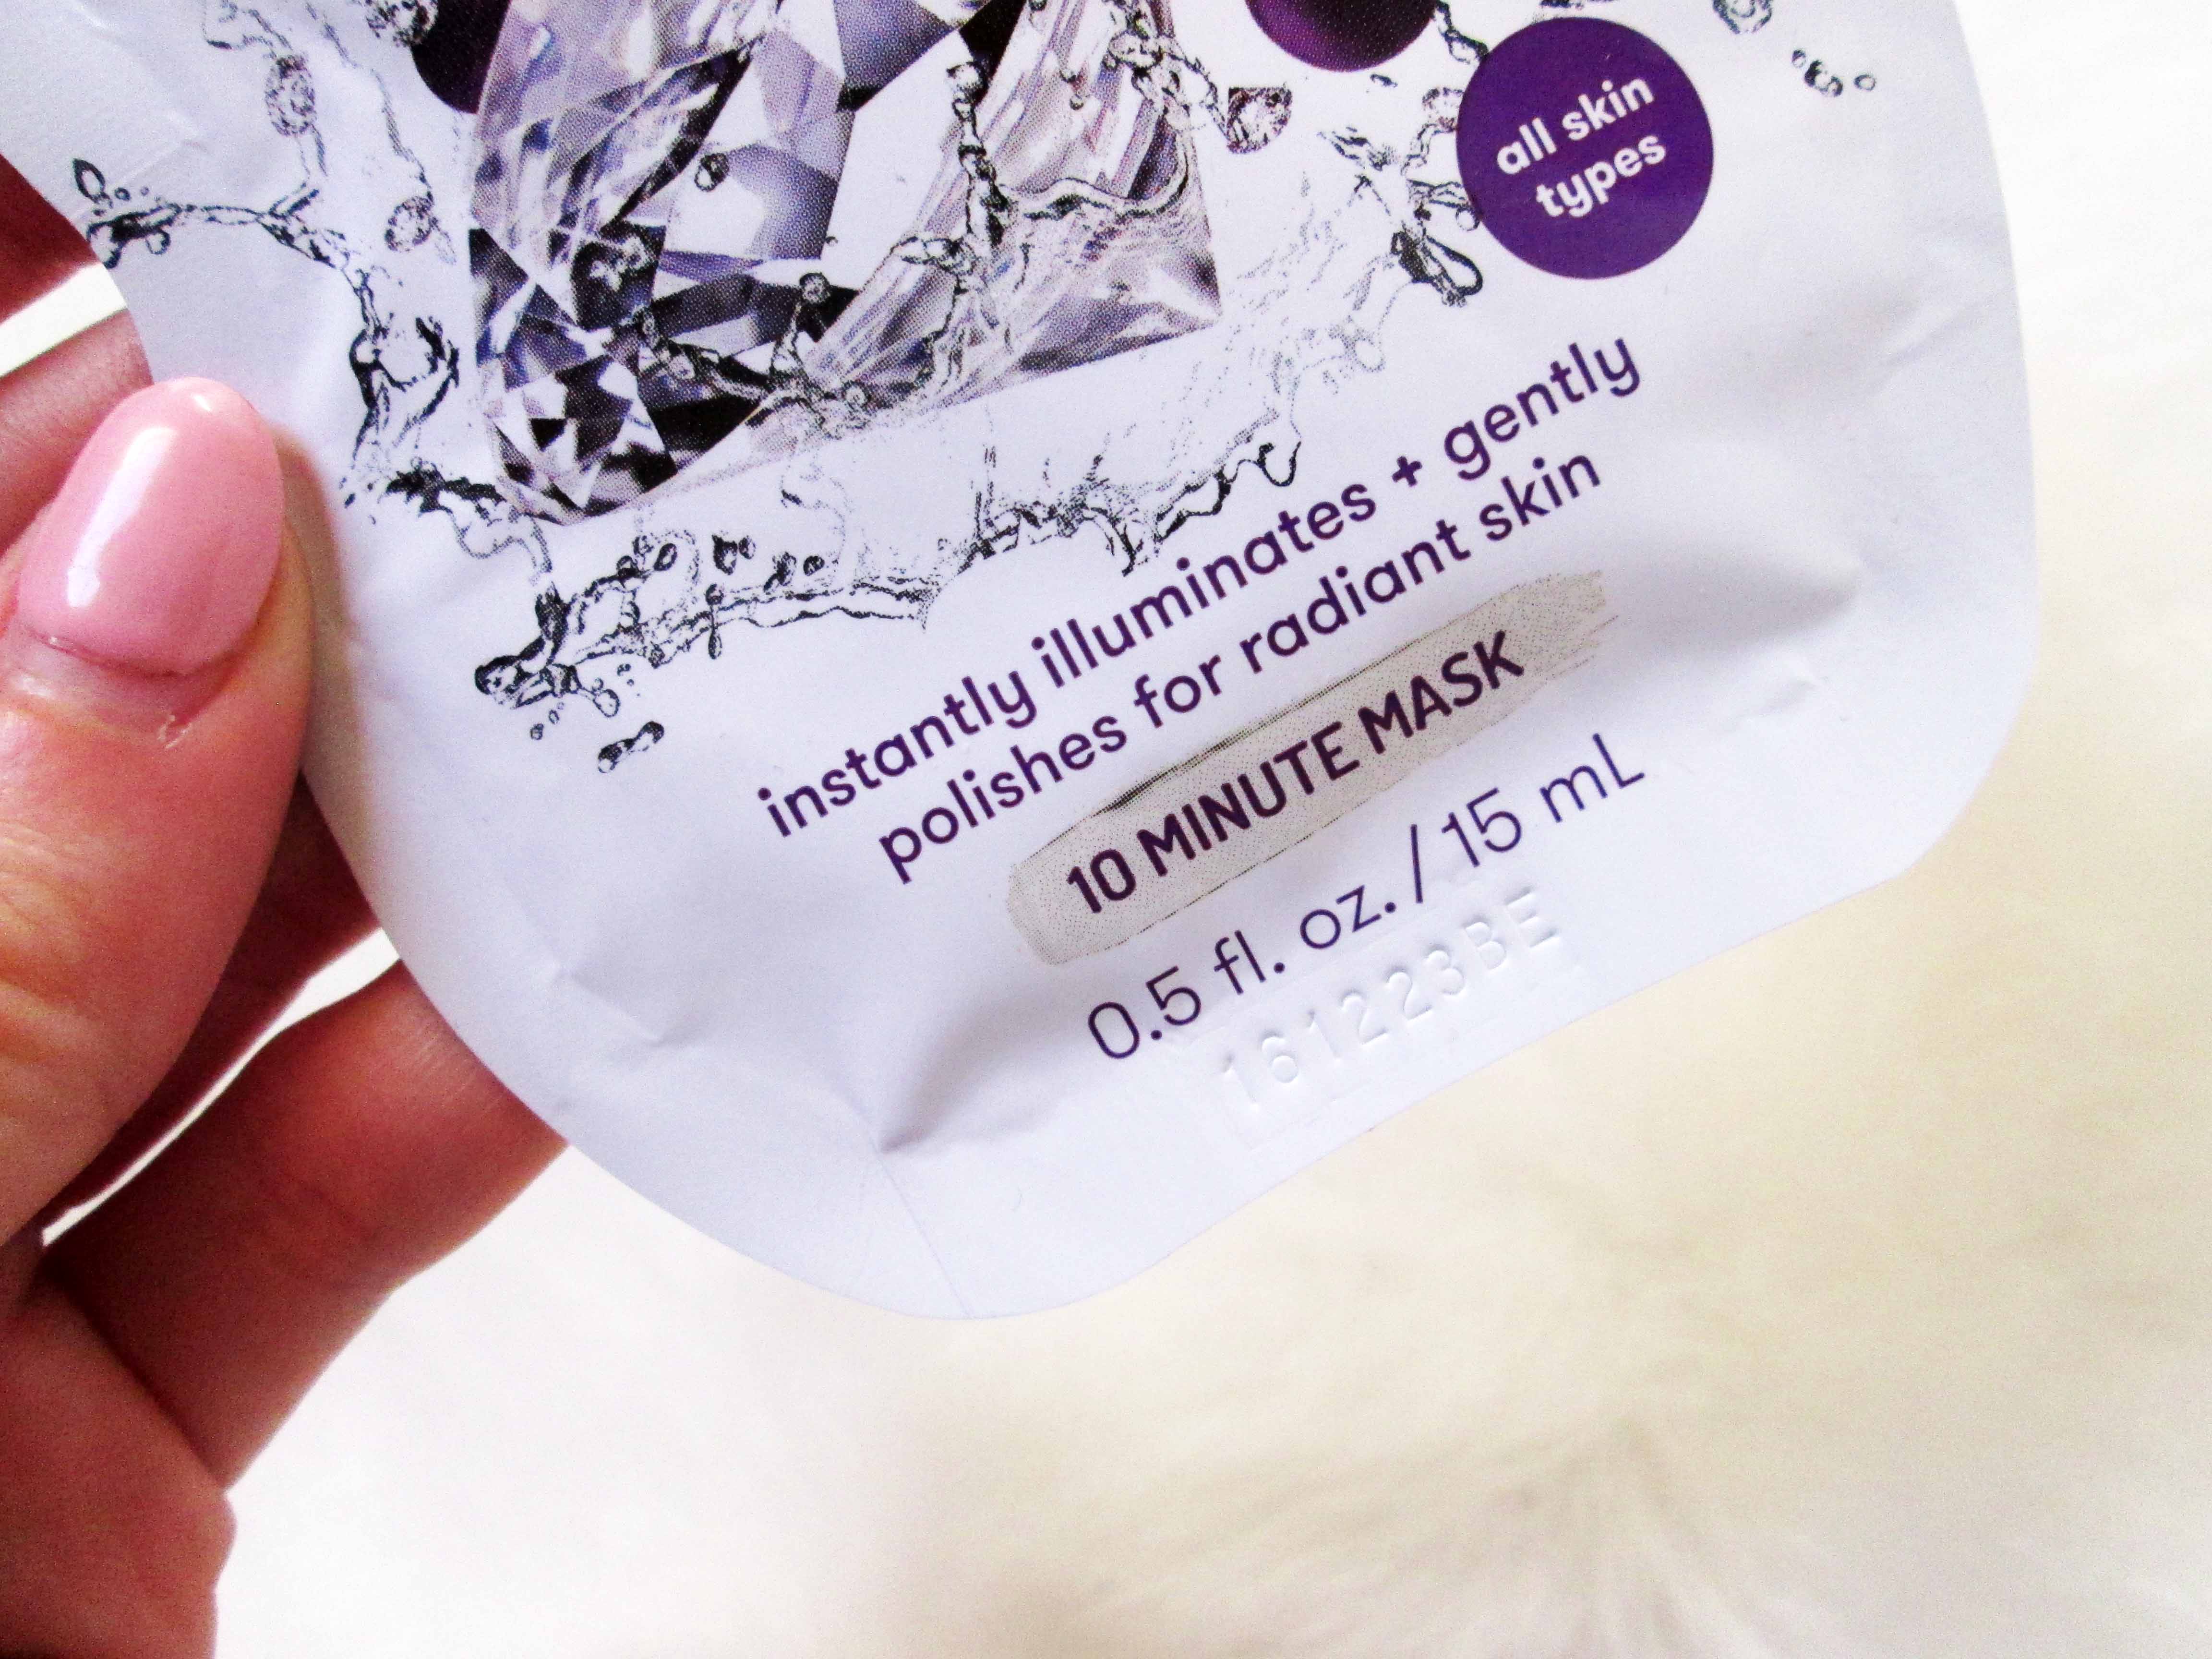 all skin
types
instantly illuminates + gently
polishes for radiant skin
10 MINUTE MASK
0.5 fl. oz. / 15 mL
161223BE